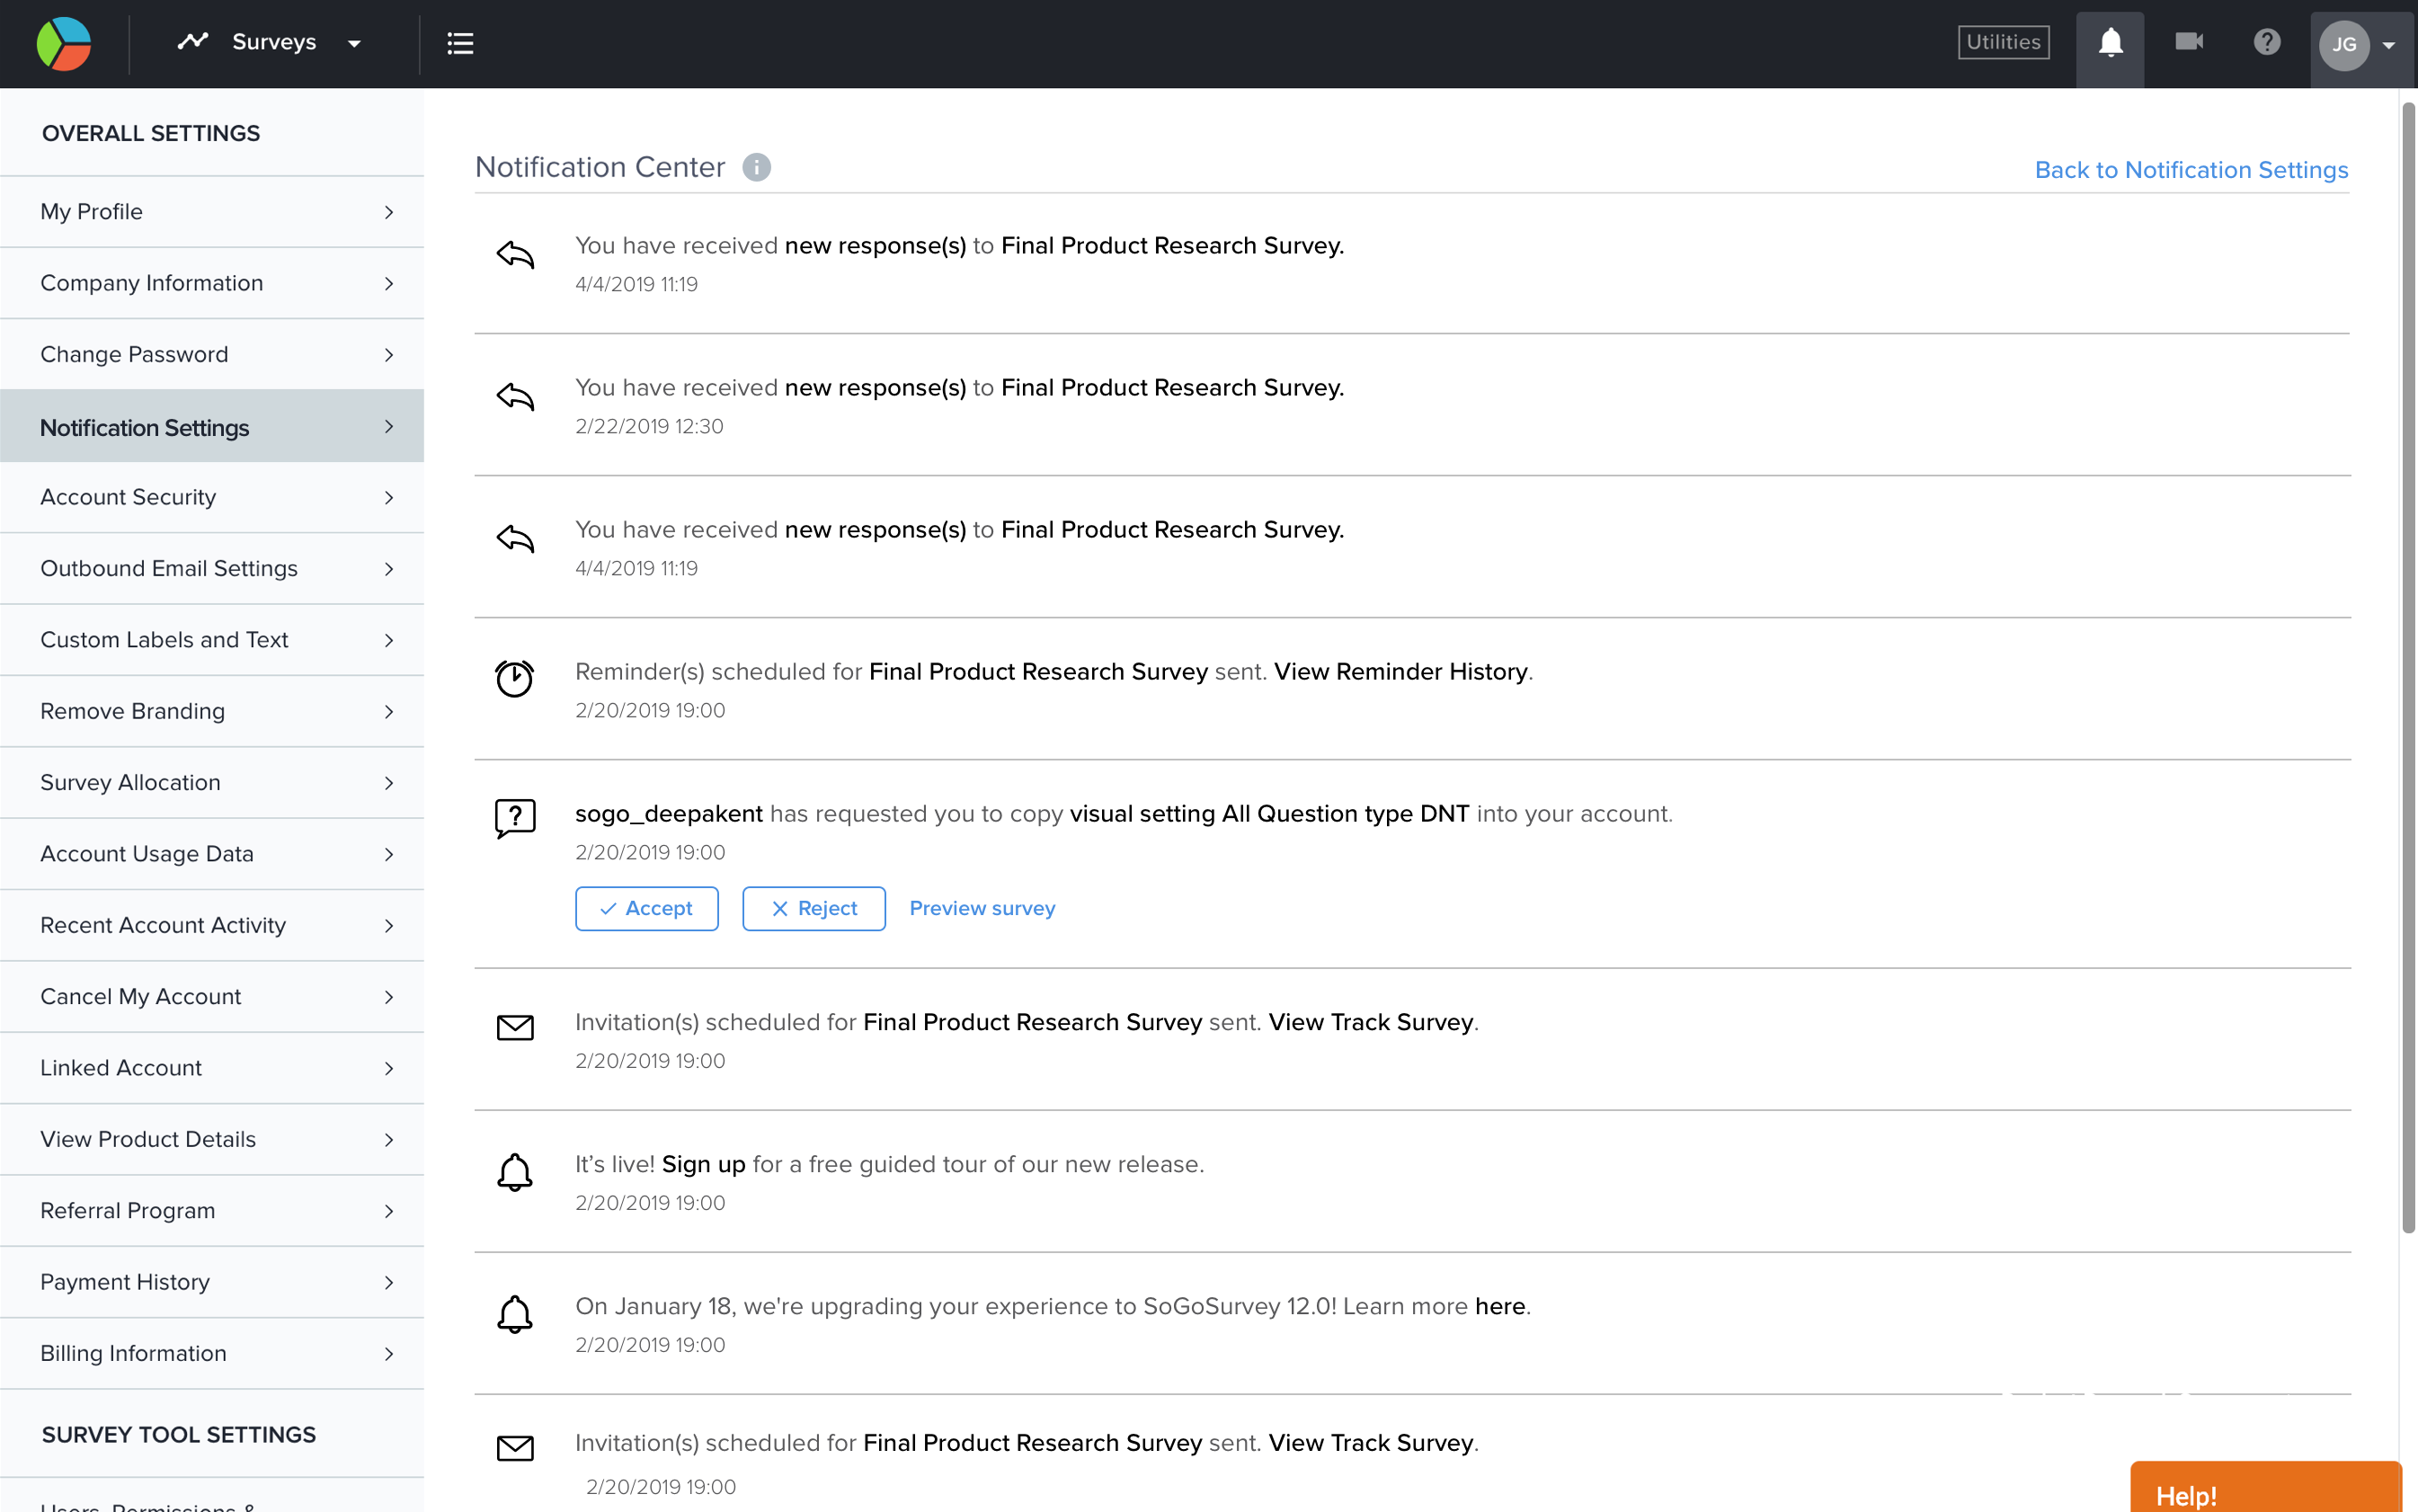 Surveys
Utilities
JG
OVERALL SETTINGS
My Profile
Company Information
Change Password
Notification Settings
Account Security
Outbound Email Settings
Custom Labels and Text
Remove Branding
Survey Allocation
Account Usage Data
Recent Account Activity
Cancel My Account
Linked Account
View Product Details
Referral Program
Payment History
Billing Information
SURVEY TOOL SETTINGS
Users, Permissions &
Notification Center
Back to Notification Settings
You have received new response(s) to Final Product Research Survey.
4/4/2019 11:19
You have received new response(s) to Final Product Research Survey.
2/22/2019 12:30
You have received new response(s) to Final Product Research Survey.
4/4/2019 11:19
Reminder(s) scheduled for Final Product Research Survey sent. View Reminder History.
2/20/2019 19:00
sogo_deepakent has requested you to copy visual setting All Question type DNT into your account.
2/20/2019 19:00
Accept
Reject
Preview survey
Invitation(s) scheduled for Final Product Research Survey sent. View Track Survey.
2/20/2019 19:00
It’s live! Sign up for a free guided tour of our new release.
2/20/2019 19:00
On January 18, we're upgrading your experience to SoGoSurvey 12.0! Learn more here.
2/20/2019 19:00
Invitation(s) scheduled for Final Product Research Survey sent. View Track Survey.
2/20/2019 19:00
Help!